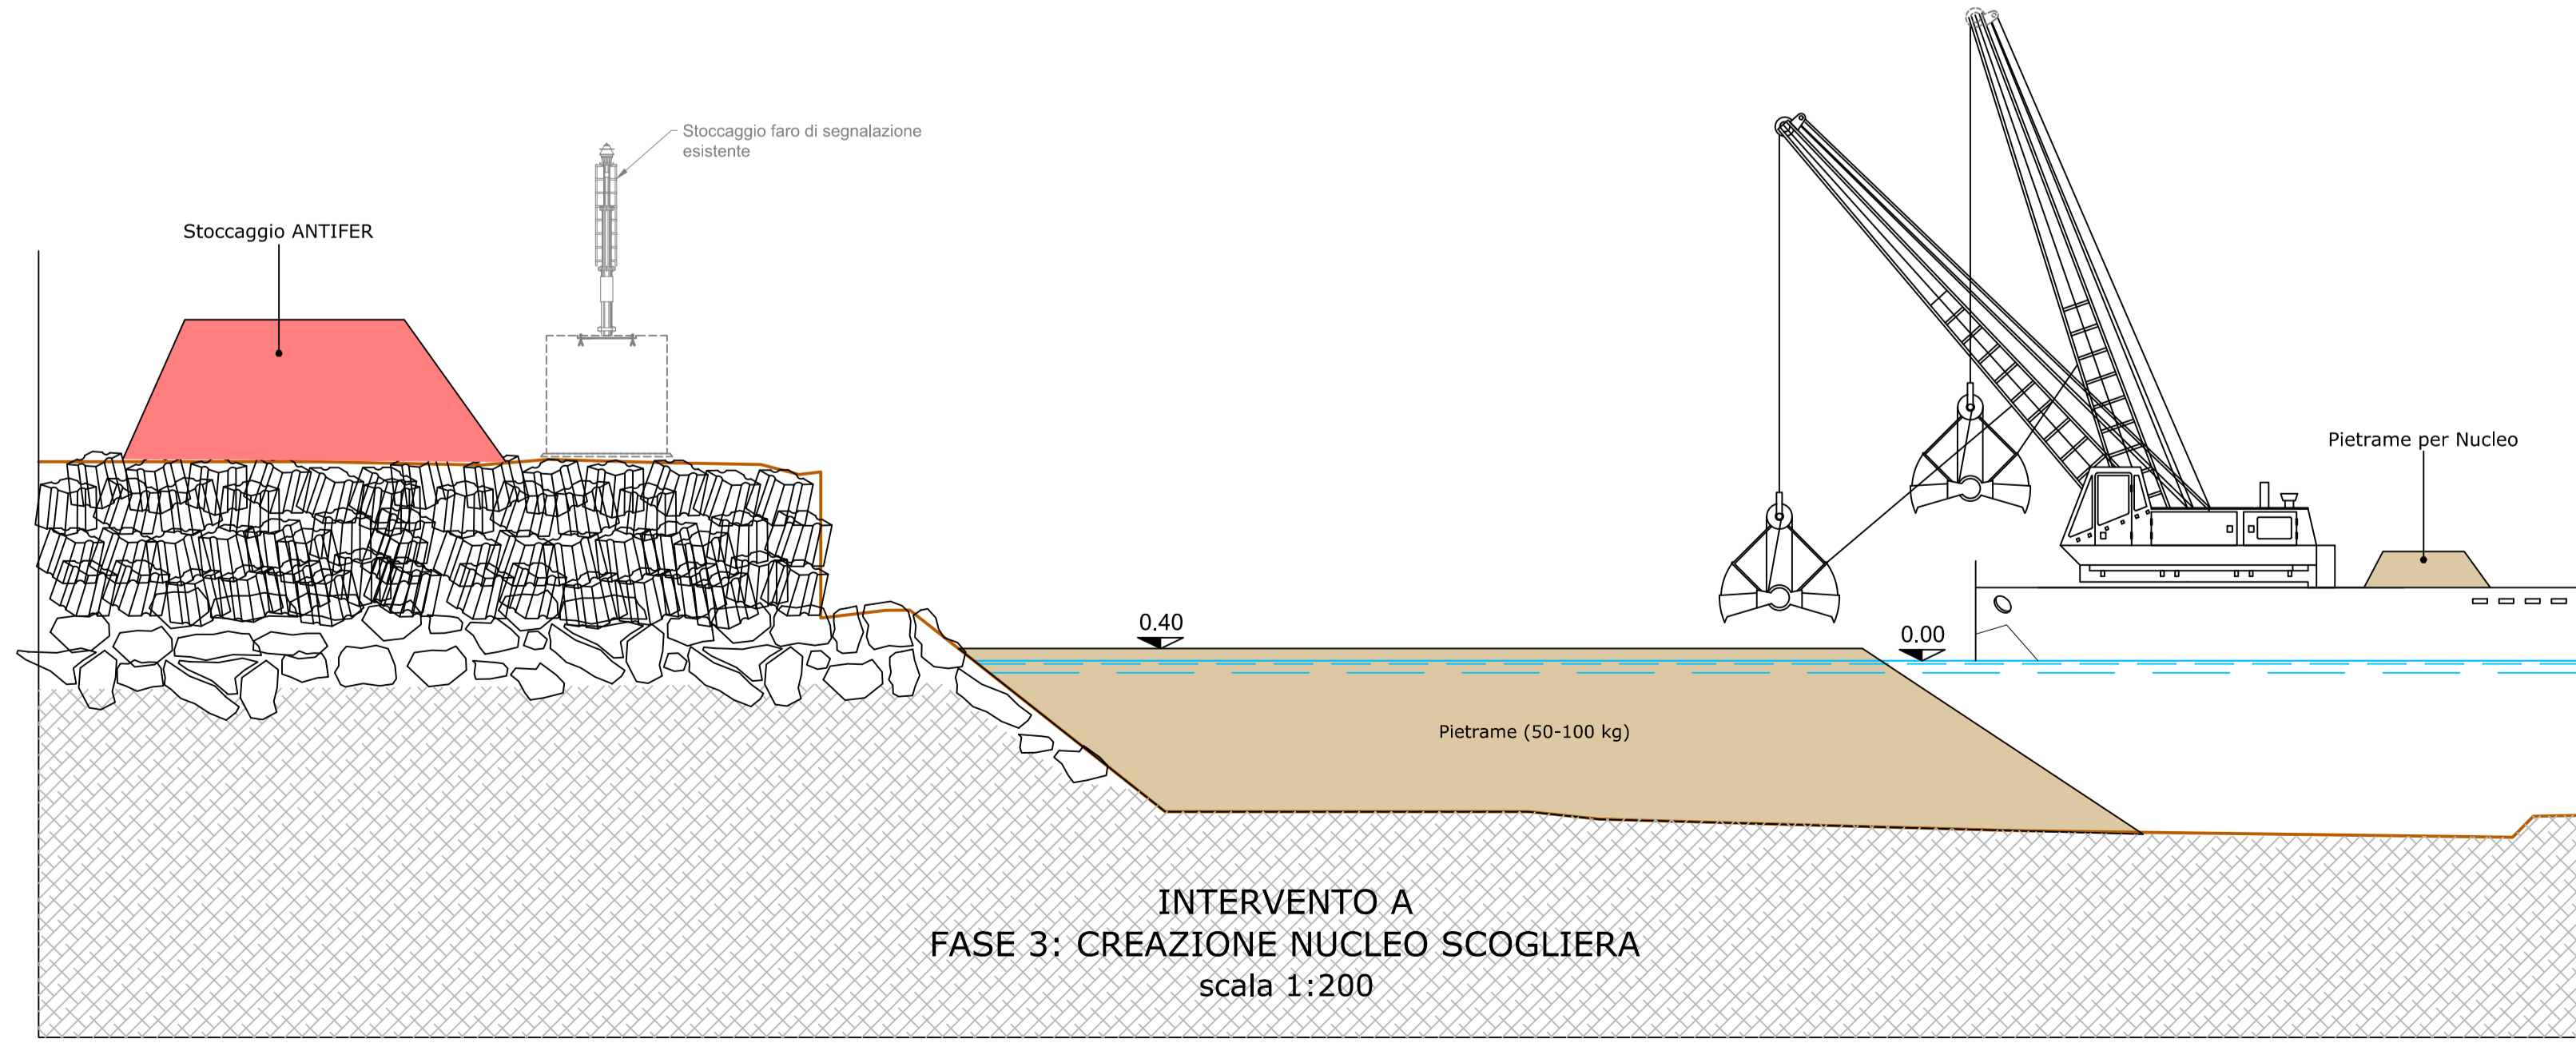 Stoccaggio faro di segnalazione
esistente
Stoccaggio ANTIFER
Pietrame per Nucleo
0.40
0.00
Pietrame (50-100 kg)
INTERVENTO A
FASE 3: CREAZIONE NUCLEO SCOGLIERA
scala 1:200